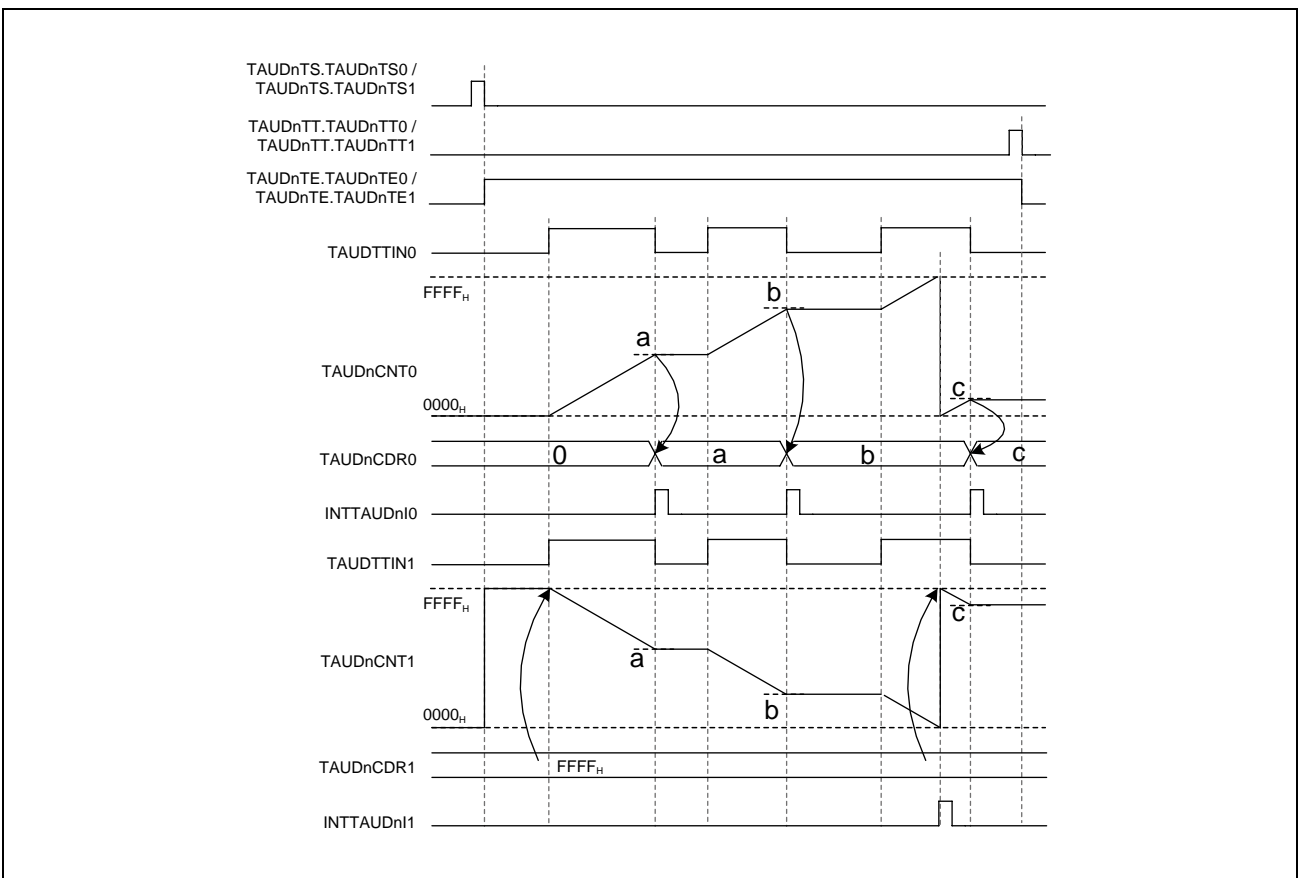 TAUDnTS.TAUDnTS0 /
TAUDnTS.TAUDnTS1
TAUDnTT.TAUDnTT0 /
TAUDnTT.TAUDnTT1
TAUDnTE.TAUDnTE0 /
TAUDnTE.TAUDnTE1
TAUDTTIN0
FFFFH
b
a
TAUDnCNT0
c
0000H
TAUDnCDR0
0
a
b
c
INTTAUDnI0
TAUDTTIN1
FFFFH
c
TAUDnCNT1
a
b
0000H
TAUDnCDR1
FFFFH
INTTAUDnI1